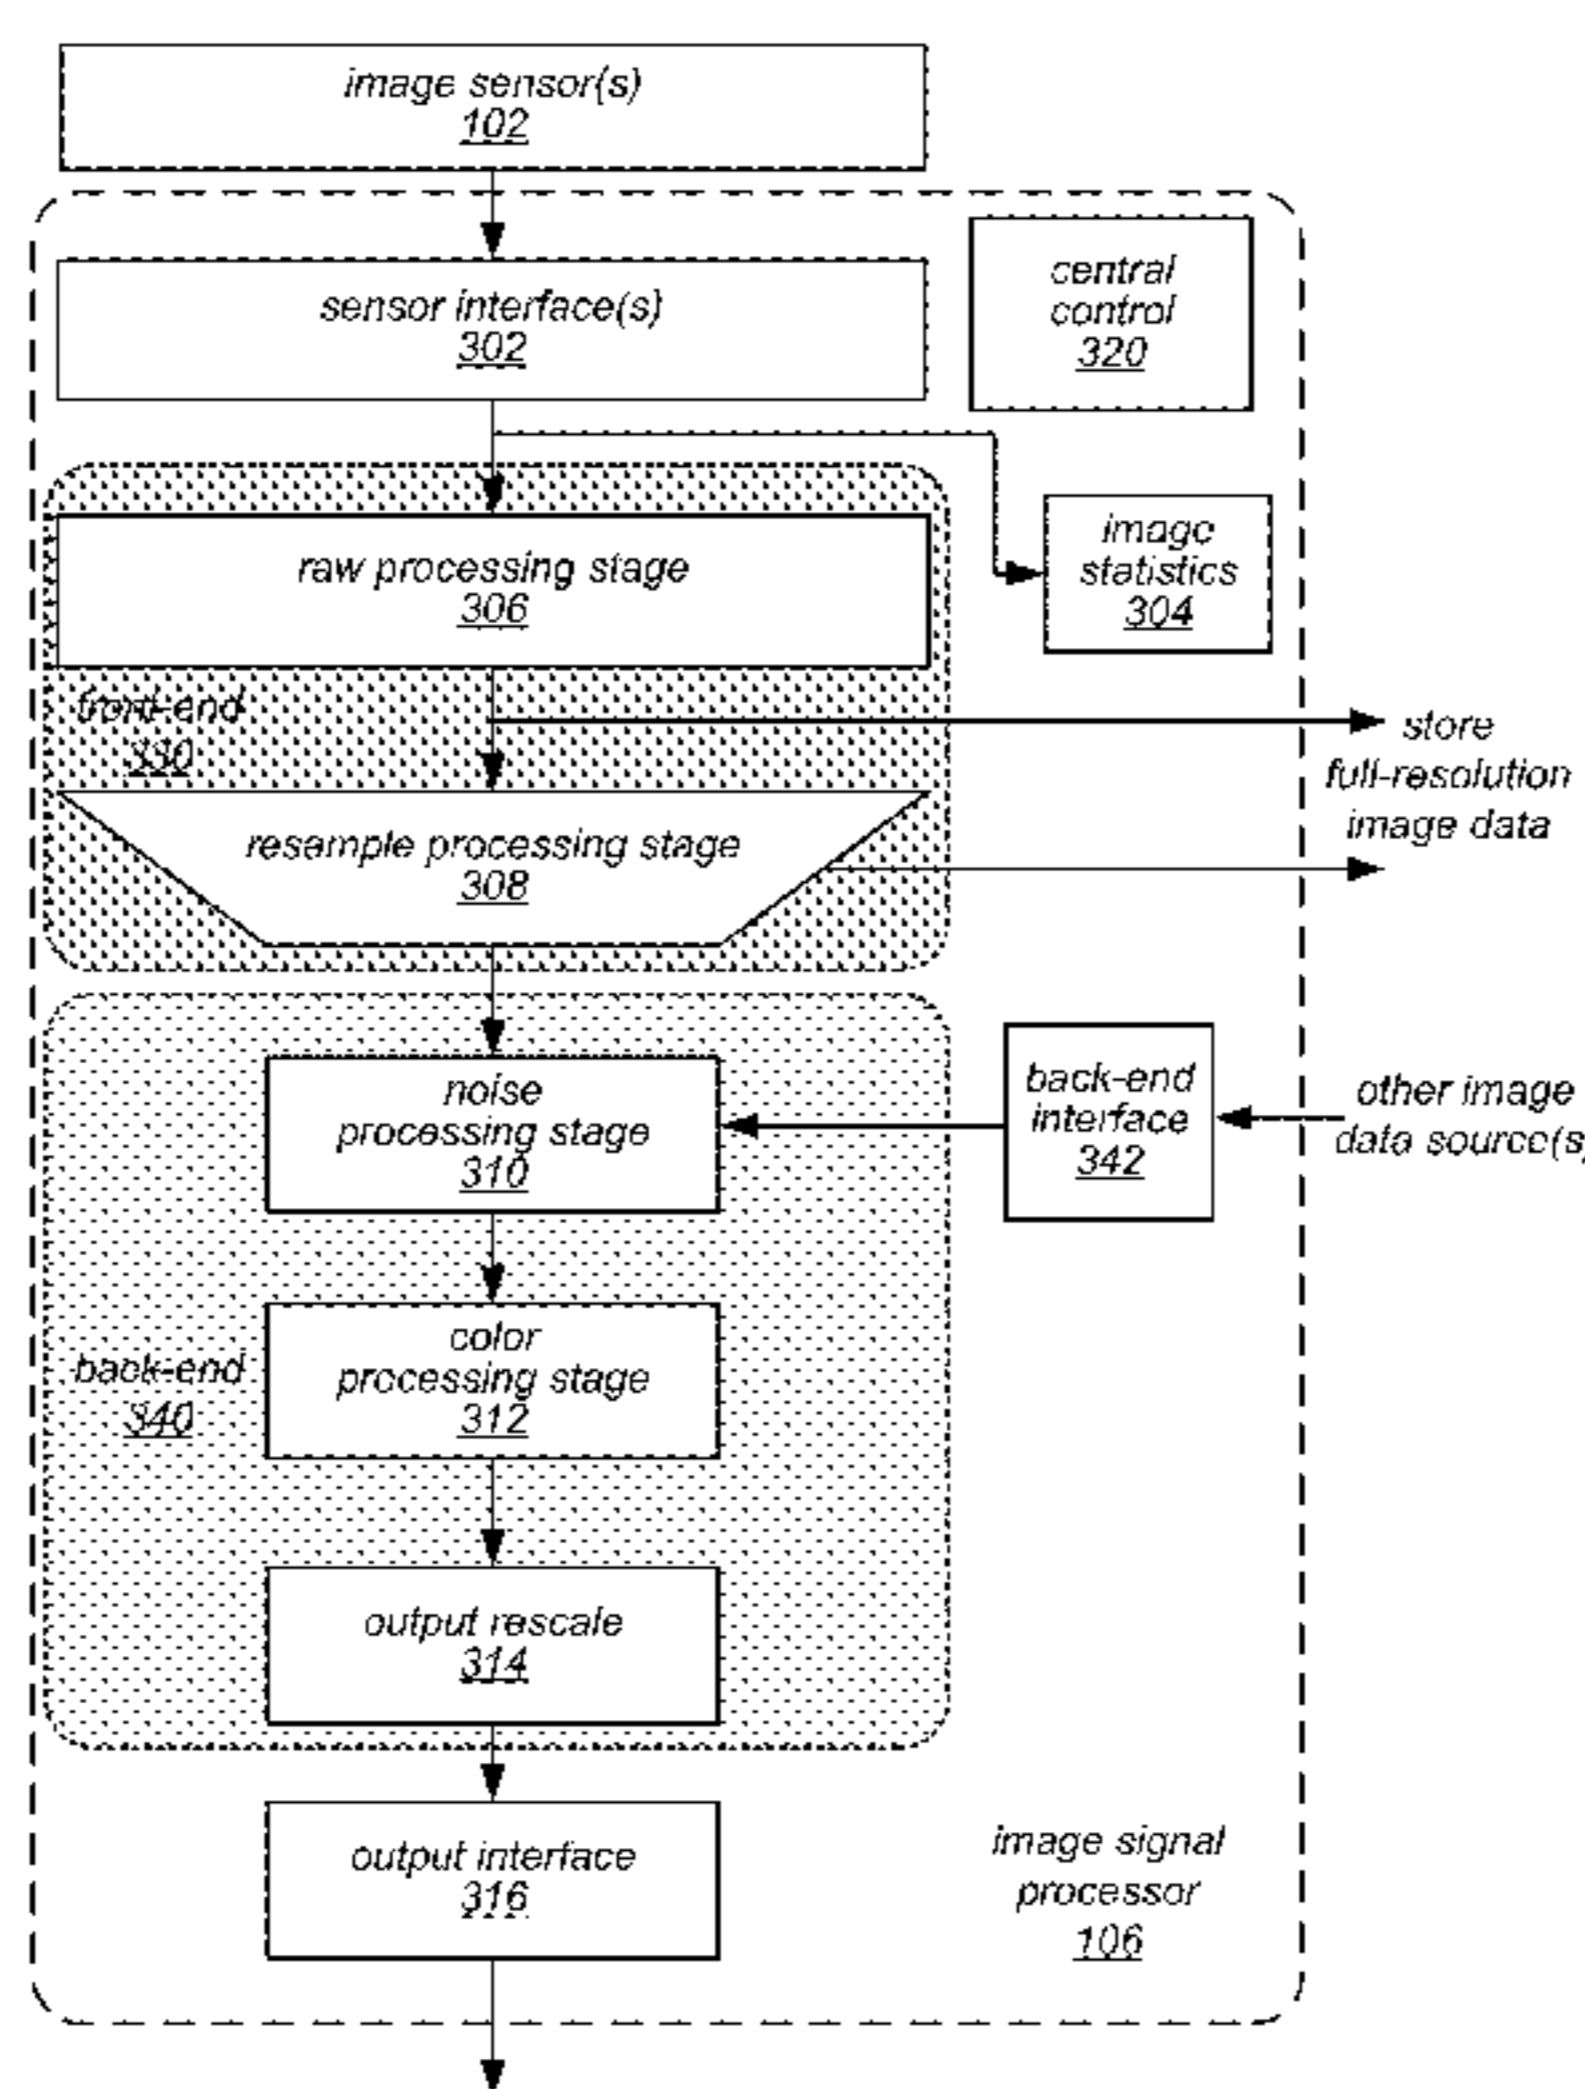 image sensor(s)
102
sensor interface(s)
302
central
control
320
raw processing stage
306
image
statistics
304
front-end
330
store
full-resolution
image data
resample processing stage
308
noise
processing stage
310
back-end
interface
342
other image
data source(s)
color
processing stage
312
back-end
340
output rescale
314
output interface
316
image signal
processor
106